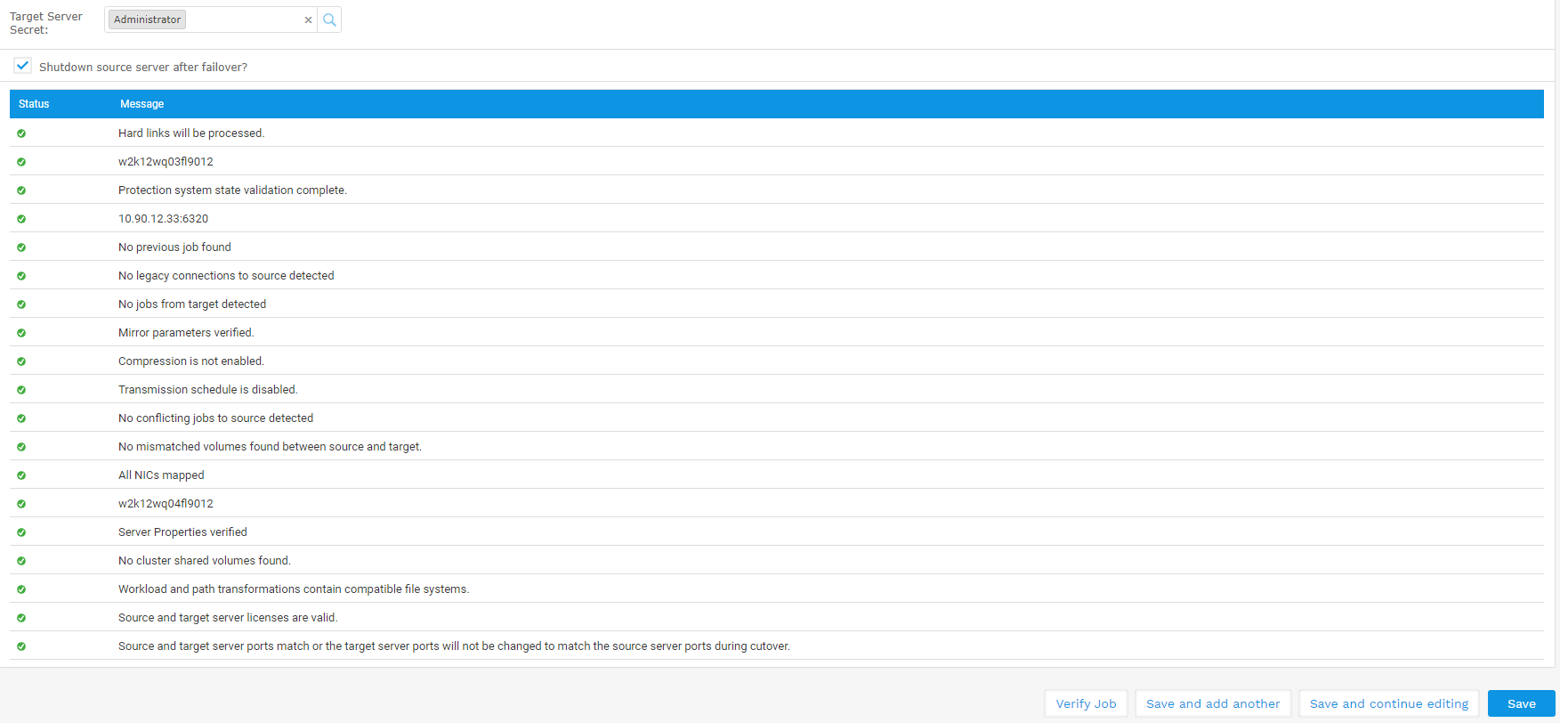 Target Server
Secret:
Administrator ×
Shutdown source server after failover?
Status Message
Hard links will be processed.
w2k12wq03fl9012
Protection system state validation complete.
10.90.12.33:6320
No previous job found
No legacy connections to source detected
No jobs from target detected
Mirror parameters verified.
Compression is not enabled.
Transmission schedule is disabled.
No conflicting jobs to source detected
No mismatched volumes found between source and target.
All NICs mapped
w2k12wq04fl9012
Server Properties verified
No cluster shared volumes found.
Workload and path transformations contain compatible file systems.
Source and target server licenses are valid.
Source and target server ports match or the target server ports will not be changed to match the source server ports during cutover.
Verify Job Save and add another Save and continue editing Save